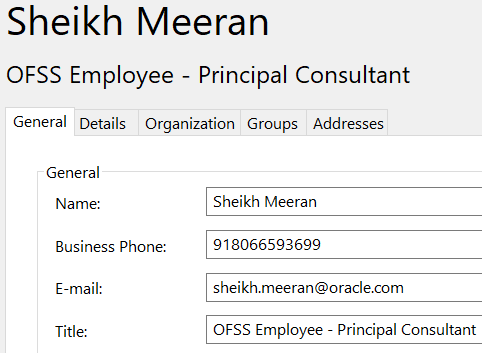 Sheikh Meeran
OFSS Employee - Principal Consultant
General Details Organization Groups Addresses
General
Name: Sheikh Meeran
Business Phone: 918066593699
E-mail: sheikh.meeran@oracle.com
Title: OFSS Employee - Principal Consultant